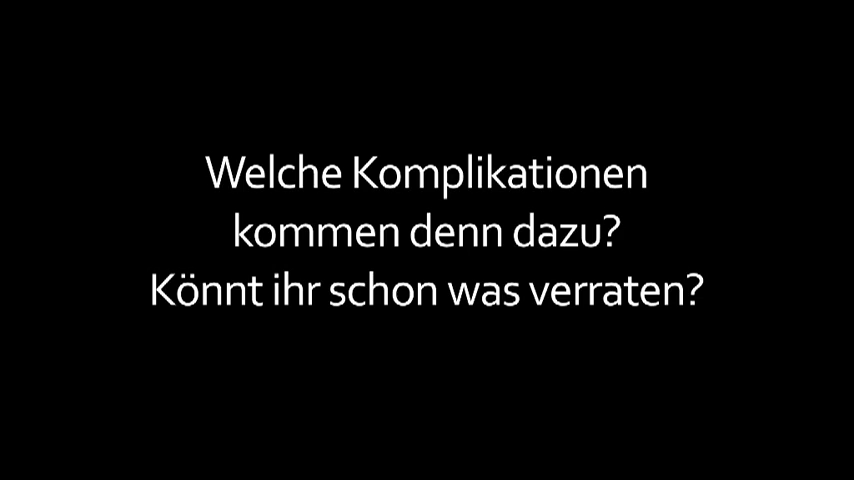 Welche Komplikationen
kommen denn dazu?
Könnt ihr schon was verraten?